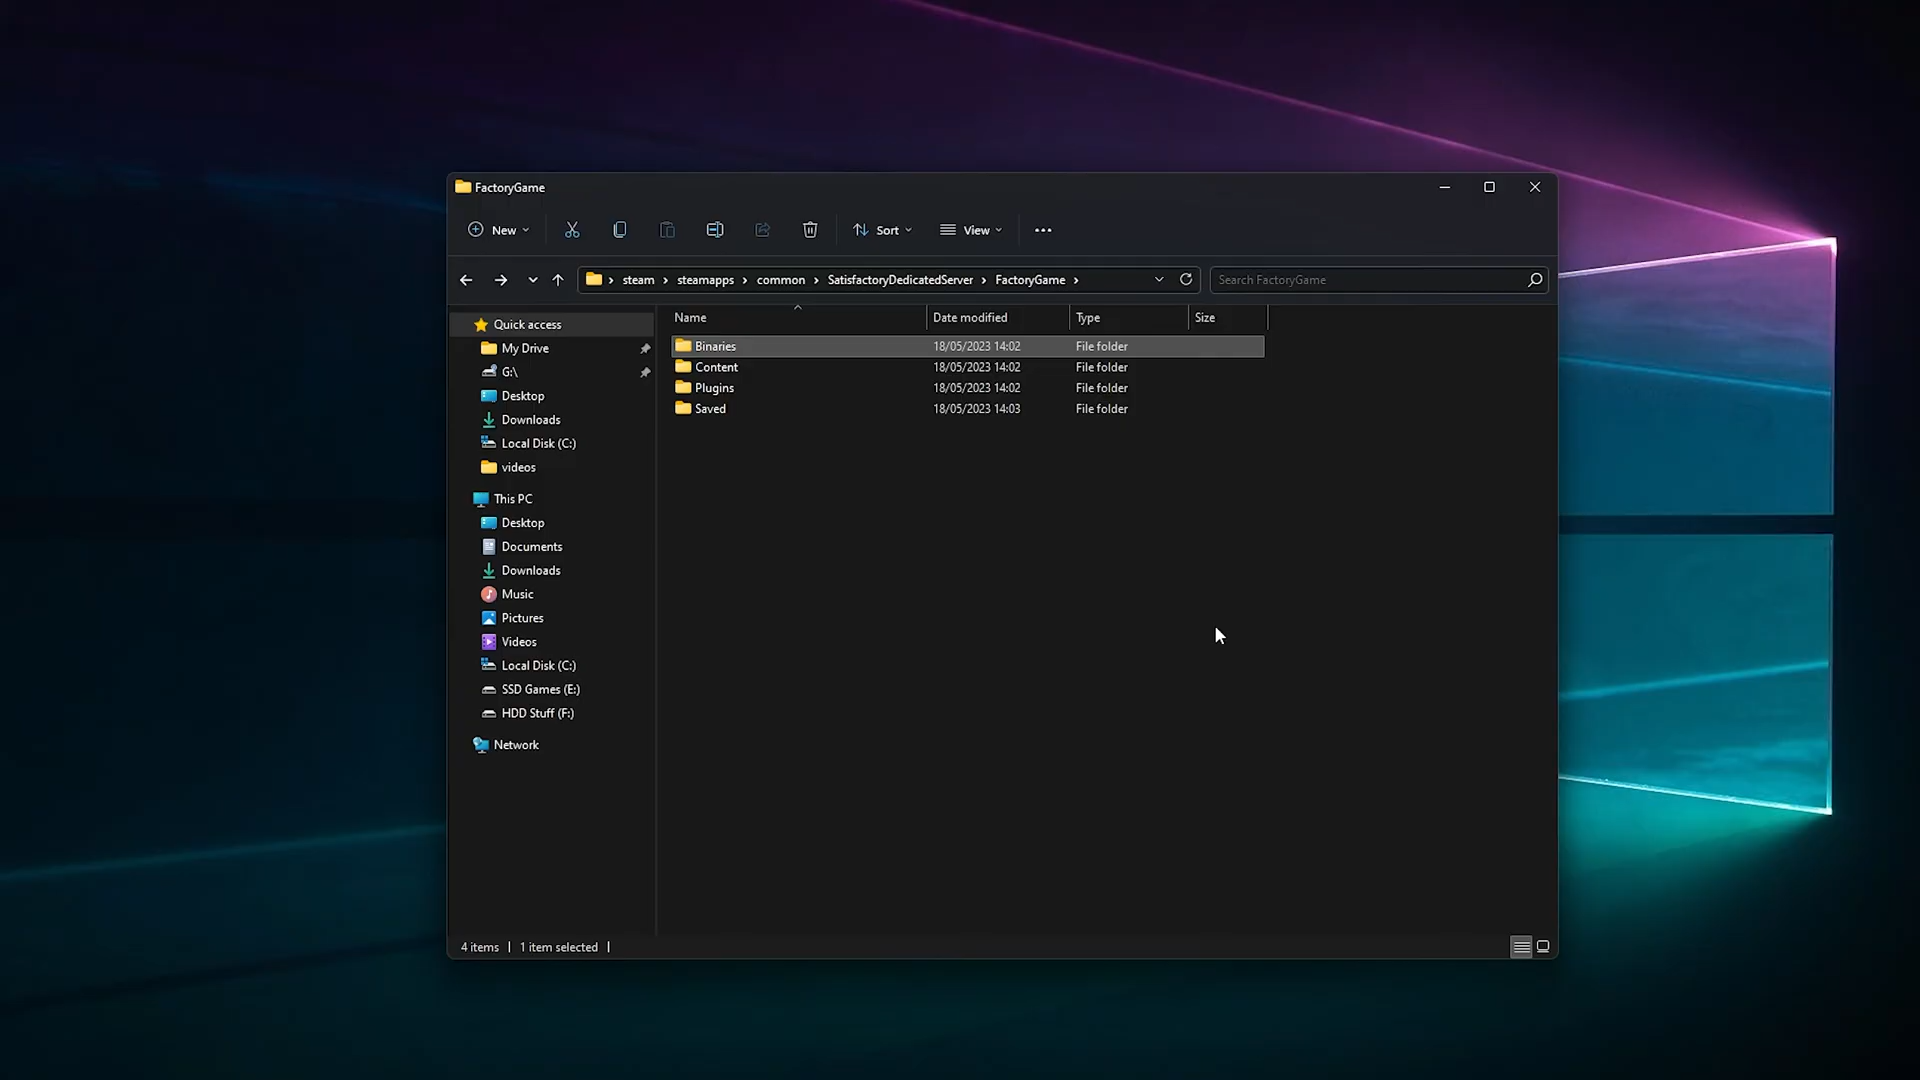 FactoryGame
New
Sort
View
steam
steamapps
common
SatisfactoryDedicatedServer
FactoryGame
Search FactoryGame
Quick access
My Drive
G:\
Desktop
Downloads
Local Disk (C:)
videos
This PC
Desktop
Documents
Downloads
Music
Pictures
Videos
Local Disk (C:)
SSD Games (E:)
HDD Stuff (F:)
Network
Name Date modified Type Size
Binaries 18/05/2023 14:02 File folder
Content 18/05/2023 14:02 File folder
Plugins 18/05/2023 14:02 File folder
Saved 18/05/2023 14:03 File folder
4 items 1 item selected